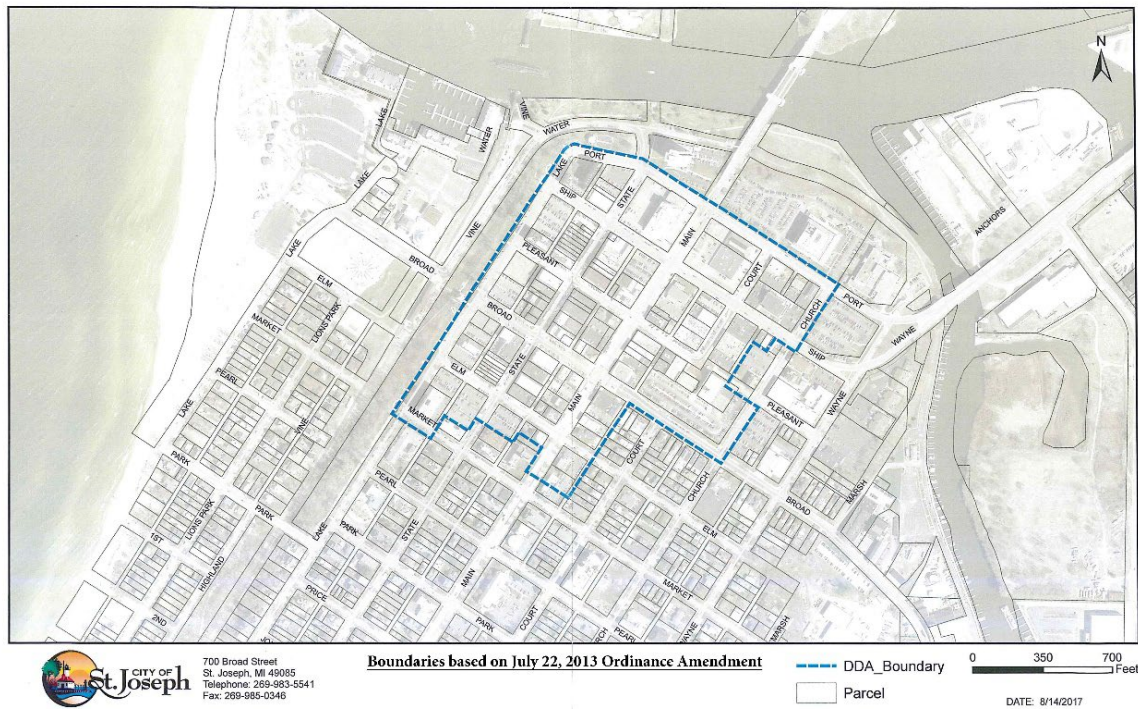 N
VINE
LAKE
WATER
WATER
PORT
LAKE
LAKE
SHIP
STATE
ANCHORS
VINE
MAIN
LAKE
PLEASANT
COURT
BROAD
ELM
CHURCH
PORT
BROAD
LIONS PARK
MARKET
WAYNE
SHIP
STATE
ELM
PEARL
MAIN
LAKE
MARKET
PLEASANT
WAYNE
VINE
COURT
PARK
PEARL
CHURCH
MARSH
BROAD
LIONS PARK
PARK
LAKE
PARK
STATE
ELM
1ST
HIGHLAND
MAIN
MARKET
PRICE
2ND
PARK
COURT
PEARL
WAYNE
MARSH
CITY OF
St. Joseph
700 Broad Street
St. Joseph, MI 49085
Telephone: 269-983-5541
Fax: 269-985-0346
Boundaries based on July 22, 2013 Ordinance Amendment
DDA_Boundary
Parcel
0 350 700
Feet
DATE: 8/14/2017